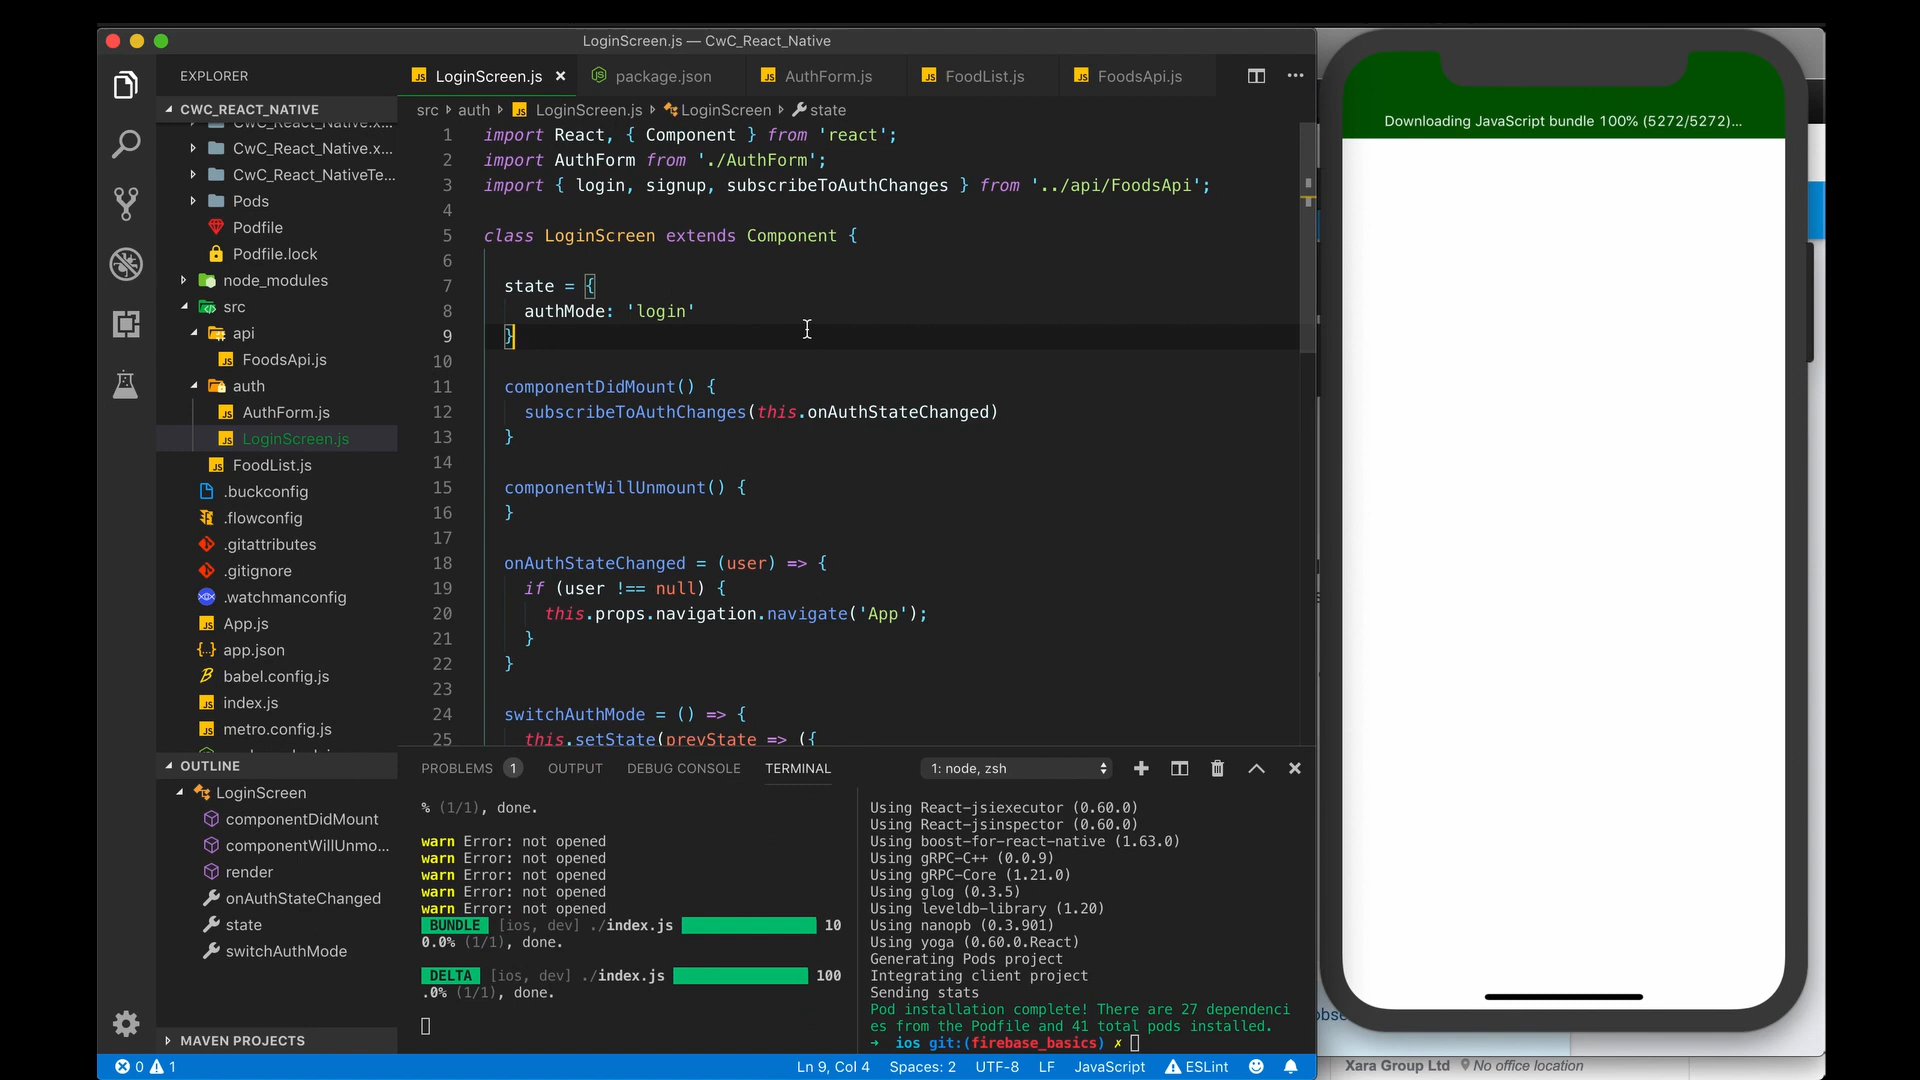 LoginScreen.js — CwC_React_Native
EXPLORER
LoginScreen.js
package.json
AuthForm.js
FoodList.js
FoodsApi.js
CWC_REACT_NATIVE
CwC_React_Native.x...
CwC_React_Native.x...
CwC_React_NativeTe...
Pods
Podfile
Podfile.lock
node_modules
src
api
FoodsApi.js
auth
AuthForm.js
LoginScreen.js
FoodList.js
.buckconfig
.flowconfig
.gitattributes
.gitignore
.watchmanconfig
App.js
app.json
babel.config.js
index.js
metro.config.js
OUTLINE
LoginScreen
componentDidMount
componentWillUnmo...
render
onAuthStateChanged
state
switchAuthMode
MAVEN PROJECTS
src auth LoginScreen.js LoginScreen state
1 import React, { Component } from 'react';
2 import AuthForm from './AuthForm';
3 import { login, signup, subscribeToAuthChanges } from '../api/FoodsApi';
4
5 class LoginScreen extends Component {
6
7 state = {
8 authMode: 'login'
9 }
10
11 componentDidMount() {
12 subscribeToAuthChanges(this.onAuthStateChanged)
13 }
14
15 componentWillUnmount() {
16 }
17
18 onAuthStateChanged = (user) => {
19 if (user !== null) {
20 this.props.navigation.navigate('App');
21 }
22 }
23
24 switchAuthMode = () => {
25 this.setState(prevState => ({
PROBLEMS 1 OUTPUT DEBUG CONSOLE TERMINAL 1: node, zsh
% (1/1), done.
warn Error: not opened
warn Error: not opened
warn Error: not opened
warn Error: not opened
warn Error: not opened
BUNDLE [ios, dev] ./index.js 10
0.0% (1/1), done.
DELTA [ios, dev] ./index.js 100
.0% (1/1), done.
Using React-jsiexecutor (0.60.0)
Using React-jsinspector (0.60.0)
Using boost-for-react-native (1.63.0)
Using gRPC-C++ (0.0.9)
Using gRPC-Core (1.21.0)
Using glog (0.3.5)
Using leveldb-library (1.20)
Using nanopb (0.3.901)
Using yoga (0.60.0.React)
Generating Pods project
Integrating client project
Sending stats
Pod installation complete! There are 27 dependenci
es from the Podfile and 41 total pods installed.
→ ios git:(firebase_basics) ✗
0 1 Ln 9, Col 4 Spaces: 2 UTF-8 LF JavaScript ESLint
Downloading JavaScript bundle 100% (5272/5272)...
Xara Group Ltd No office location